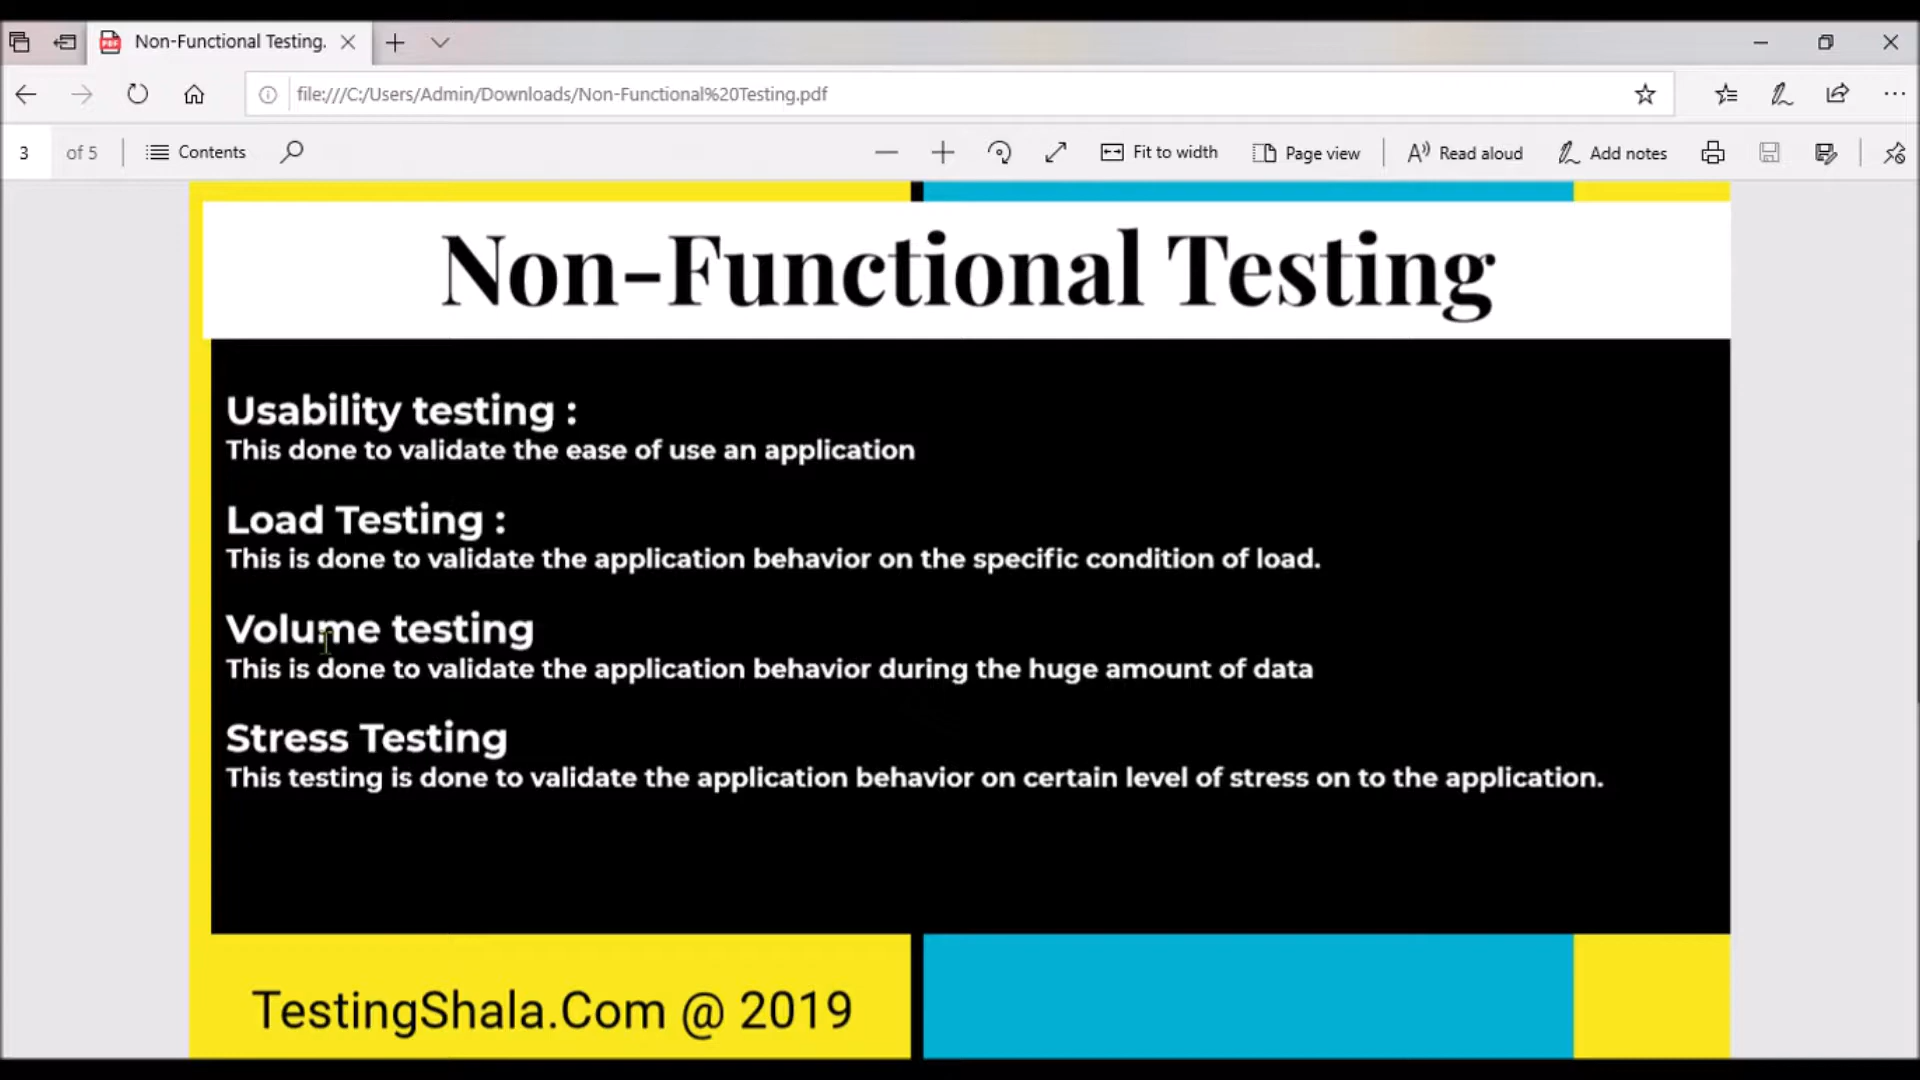 Non-Functional Testing.
file:///C:/Users/Admin/Downloads/Non-Functional%20Testing.pdf
3 of 5 Contents Fit to width Page view Read aloud Add notes
Non-Functional Testing
Usability testing :
This done to validate the ease of use an application
Load Testing :
This is done to validate the application behavior on the specific condition of load.
Volume testing
This is done to validate the application behavior during the huge amount of data
Stress Testing
This testing is done to validate the application behavior on certain level of stress on to the application.
TestingShala.Com @ 2019